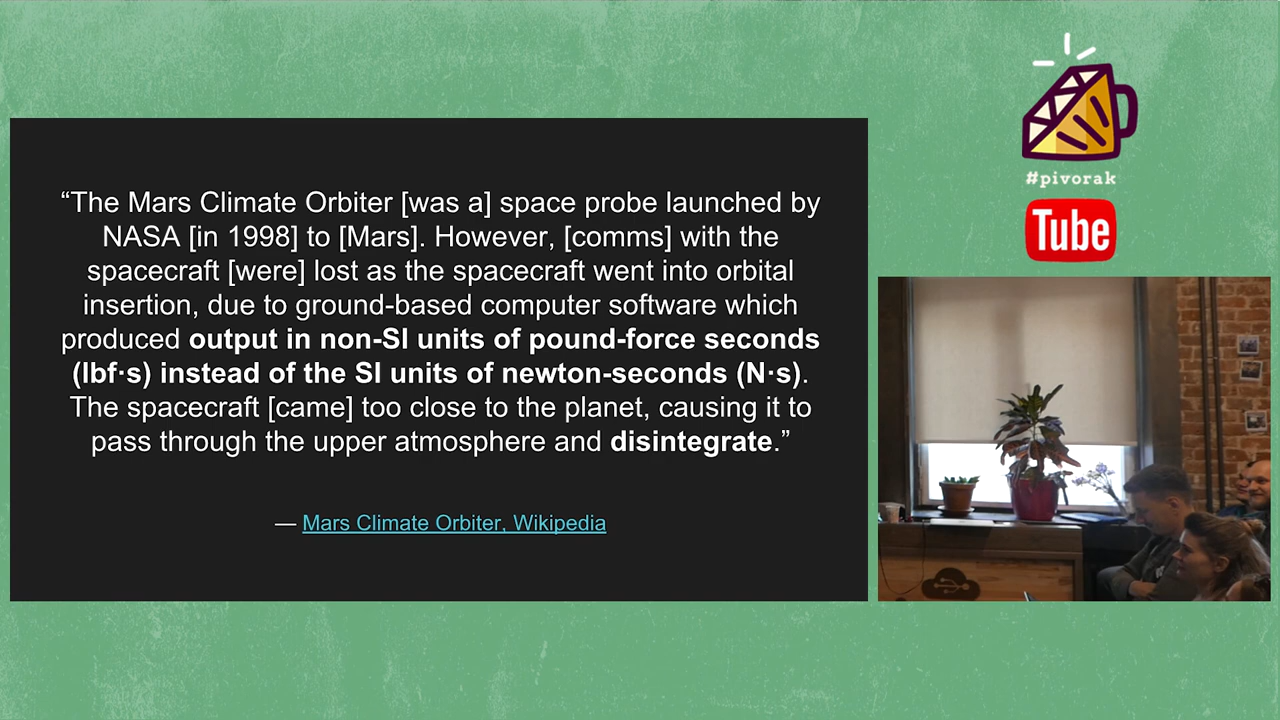 “The Mars Climate Orbiter [was a] space probe launched by
NASA [in 1998] to [Mars]. However, [comms] with the
spacecraft [were] lost as the spacecraft went into orbital
insertion, due to ground-based computer software which
produced output in non-SI units of pound-force seconds
(lbf·s) instead of the SI units of newton-seconds (N·s).
The spacecraft [came] too close to the planet, causing it to
pass through the upper atmosphere and disintegrate.”
— Mars Climate Orbiter, Wikipedia
#pivorak
Tube